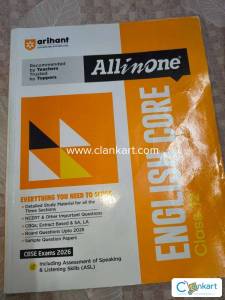 arihant
Recommended
by Teachers
Trusted
by Toppers
All in One
www.clankart.com
ENGLISH CORE
Class 12
EVERYTHING YOU NEED TO SCORE
Detailed Study Material for all the
Three Sections
NCERT & Other Important Questions
CBQs; Extract Based & SA, LA
Board Questions Upto 2025
Sample Question Papers
CBSE Exams 2026
Including Assessment of Speaking
& Listening Skills (ASL)
Clankart